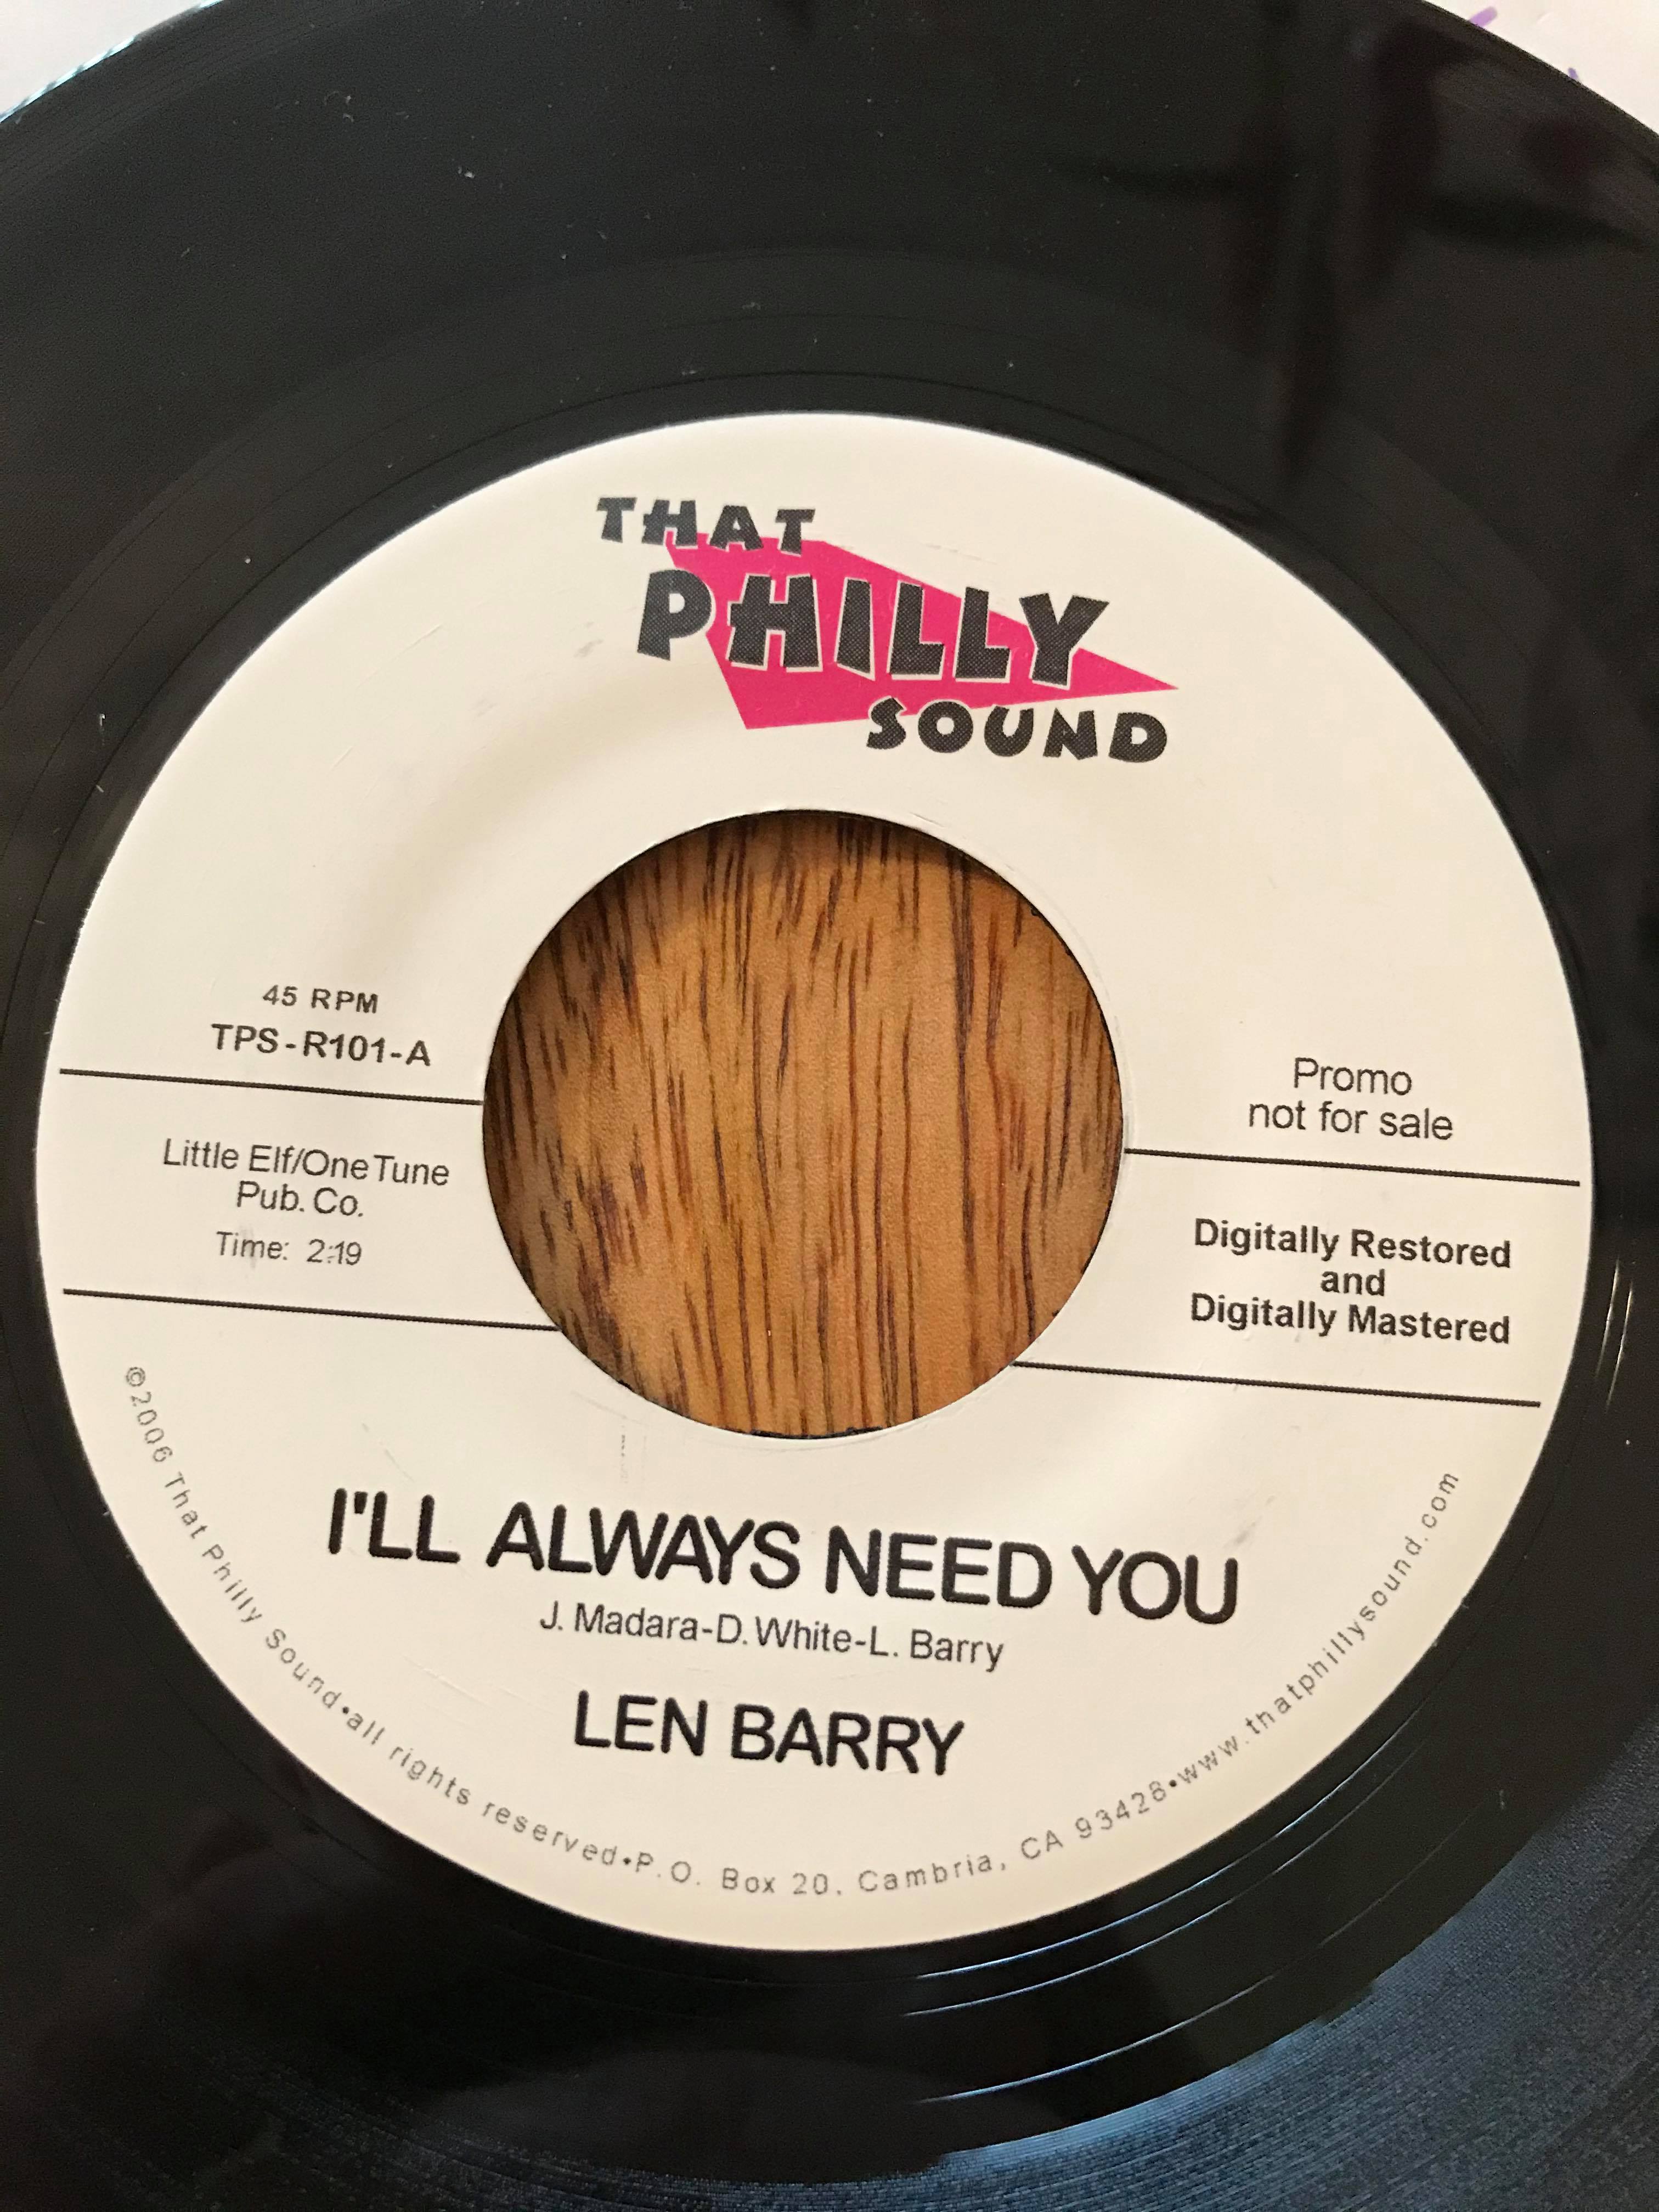 THAT
PHILLY
SOUND
45 RPM
TPS-R101-A
Little Elf/One Tune
Pub. Co.
Time: 2:19
Promo
not for sale
Digitally Restored
and
Digitally Mastered
I'LL ALWAYS NEED YOU
J. Madara-D. White-L. Barry
LEN BARRY
©2006 That Philly Sound•all rights reserved•P.O. Box 20, Cambria, CA 93428•www.thatphillysound.com